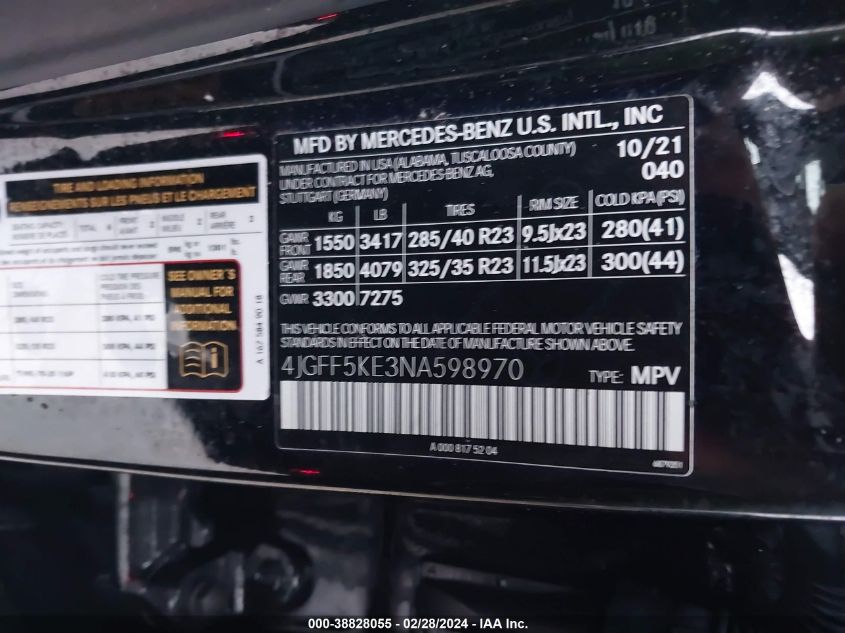 MFD BY MERCEDES-BENZ U.S. INTL., INC
MANUFACTURED IN USA (ALABAMA, TUSCALOOSA COUNTY)
UNDER CONTRACT FOR MERCEDES-BENZ AG,
STUTTGART (GERMANY)
10/21
040
KG LB TIRES RIM SIZE COLD KPA (PSI)
GAWR FRONT 1550 3417 285/40 R23 9.5Jx23 280(41)
GAWR REAR 1850 4079 325/35 R23 11.5Jx23 300(44)
GVWR 3300 7275
THIS VEHICLE CONFORMS TO ALL APPLICABLE FEDERAL MOTOR VEHICLE SAFETY
STANDARDS IN EFFECT ON THE DATE OF MANUFACTURE SHOWN ABOVE.
4JGFF5KE3NA598970 TYPE: MPV
A 000 817 52 04
TIRE AND LOADING INFORMATION
RENSEIGNEMENTS SUR LES PNEUS ET LE CHARGEMENT
SEE OWNER'S
MANUAL FOR
ADDITIONAL
INFORMATION
A 167 584 00 18
000-38828055 - 02/28/2024 - IAA Inc.